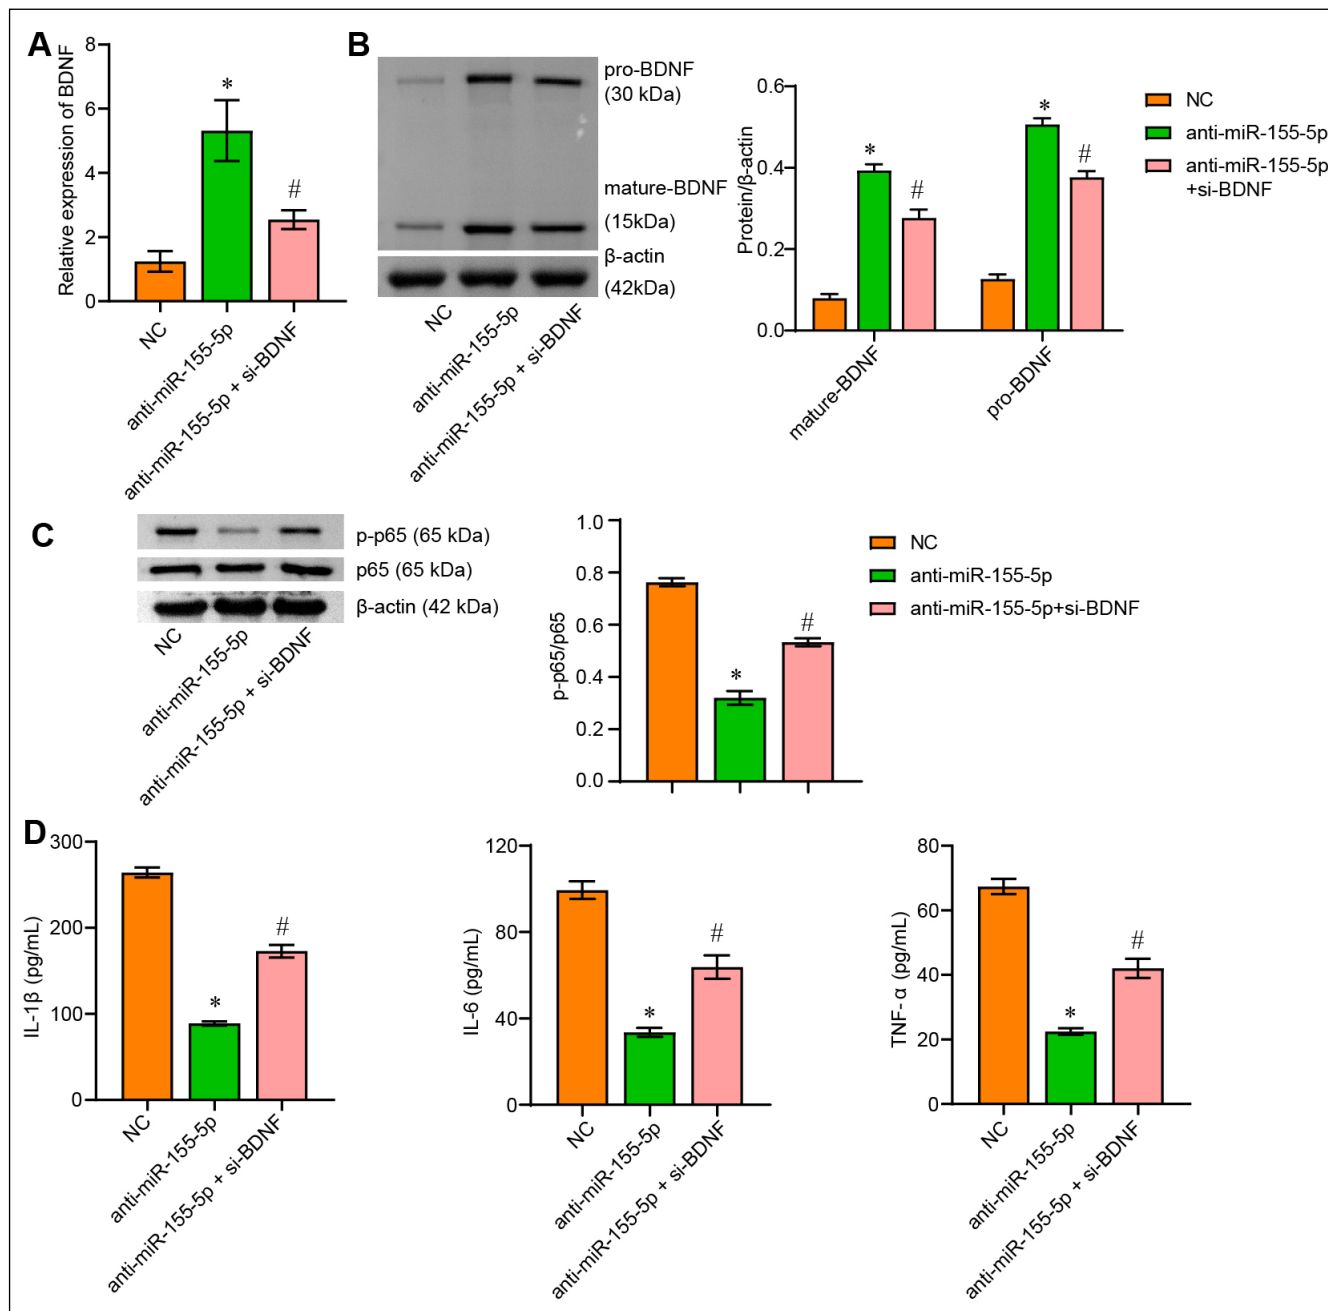 A
Relative expression of BDNF
8
6
4
2
0
*
#
NC
anti-miR-155-5p
anti-miR-155-5p + si-BDNF
B
pro-BDNF
(30 kDa)
mature-BDNF
(15kDa)
β-actin
(42kDa)
NC
anti-miR-155-5p
anti-miR-155-5p + si-BDNF
Protein/β-actin
0.6
0.4
0.2
0.0
*
#
*
#
mature-BDNF
pro-BDNF
NC
anti-miR-155-5p
anti-miR-155-5p
+si-BDNF
C
p-p65 (65 kDa)
p65 (65 kDa)
β-actin (42 kDa)
NC
anti-miR-155-5p
anti-miR-155-5p + si-BDNF
p-p65/p65
1.0
0.8
0.6
0.4
0.2
0.0
*
#
NC
anti-miR-155-5p
anti-miR-155-5p+si-BDNF
D
IL-1β (pg/mL)
300
200
100
0
*
#
NC
anti-miR-155-5p
anti-miR-155-5p + si-BDNF
IL-6 (pg/mL)
120
80
40
0
*
#
NC
anti-miR-155-5p
anti-miR-155-5p + si-BDNF
TNF- α (pg/mL)
80
60
40
20
0
*
#
NC
anti-miR-155-5p
anti-miR-155-5p + si-BDNF